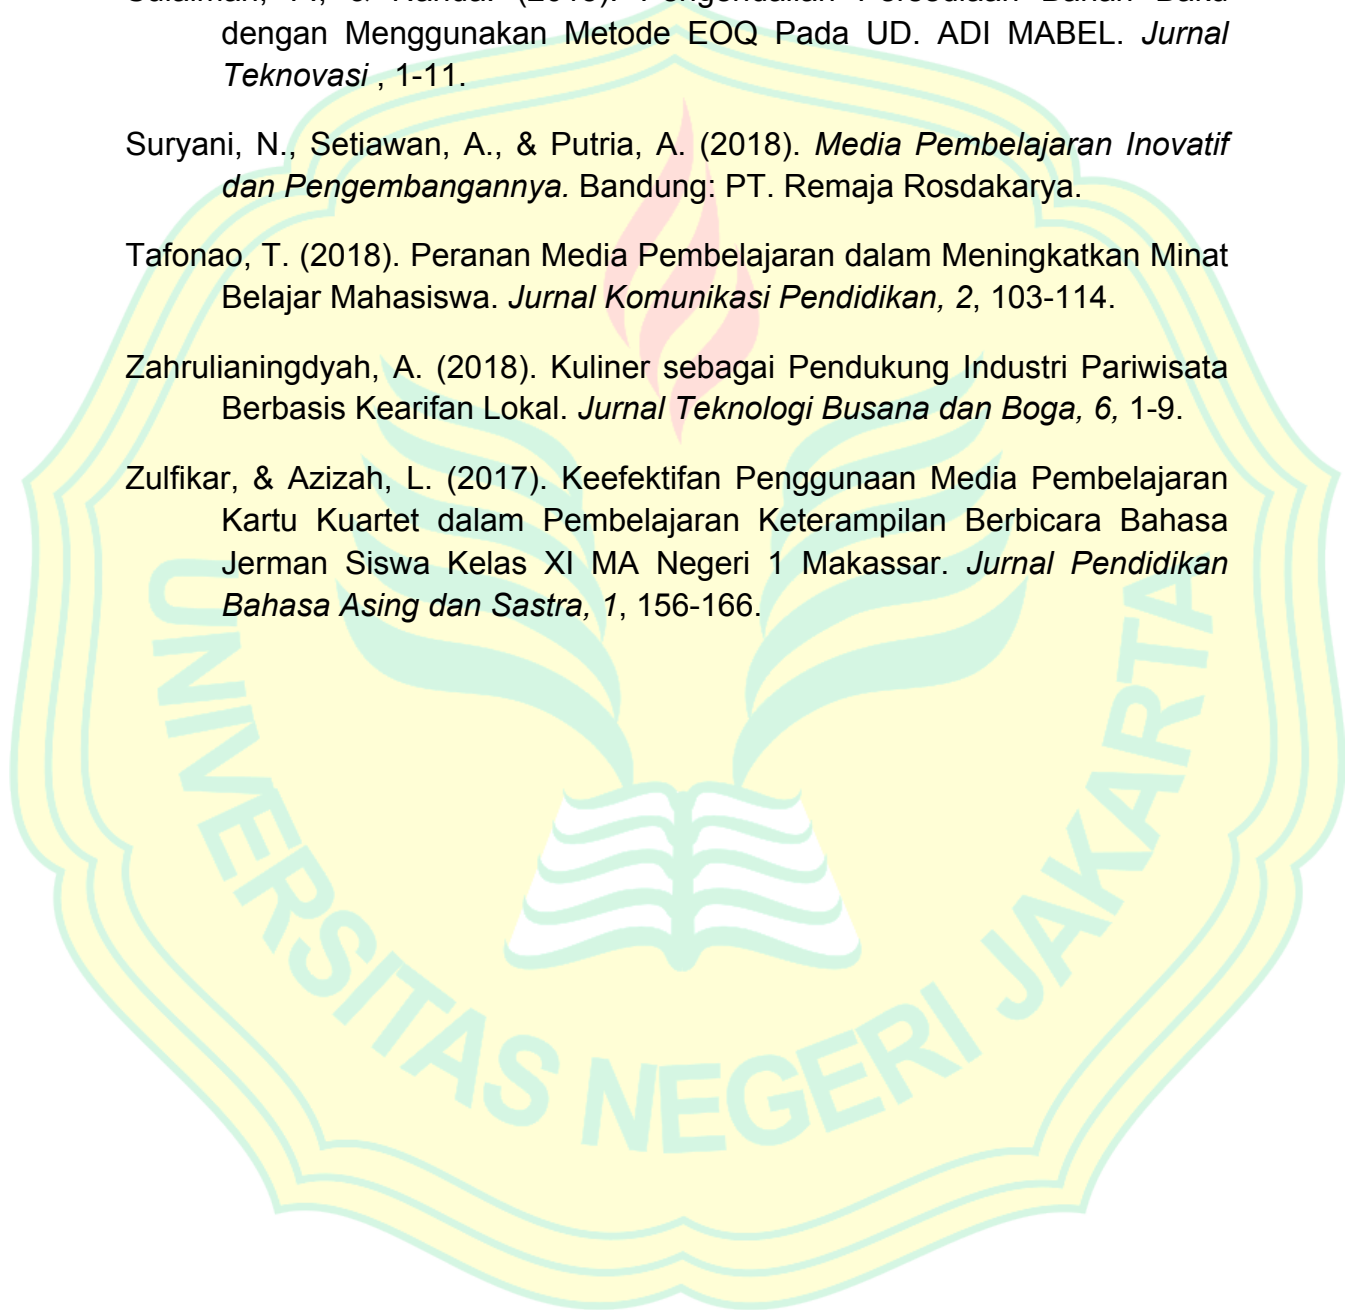 dengan Menggunakan Metode EOQ Pada UD. ADI MABEL. Jurnal
Teknovasi , 1-11.
Suryani, N., Setiawan, A., & Putria, A. (2018). Media Pembelajaran Inovatif
dan Pengembangannya. Bandung: PT. Remaja Rosdakarya.
Tafonao, T. (2018). Peranan Media Pembelajaran dalam Meningkatkan Minat
Belajar Mahasiswa. Jurnal Komunikasi Pendidikan, 2, 103-114.
Zahrulianingdyah, A. (2018). Kuliner sebagai Pendukung Industri Pariwisata
Berbasis Kearifan Lokal. Jurnal Teknologi Busana dan Boga, 6, 1-9.
Zulfikar, & Azizah, L. (2017). Keefektifan Penggunaan Media Pembelajaran
Kartu Kuartet dalam Pembelajaran Keterampilan Berbicara Bahasa
Jerman Siswa Kelas XI MA Negeri 1 Makassar. Jurnal Pendidikan
Bahasa Asing dan Sastra, 1, 156-166.
UNIVERSITAS NEGERI JAKARTA